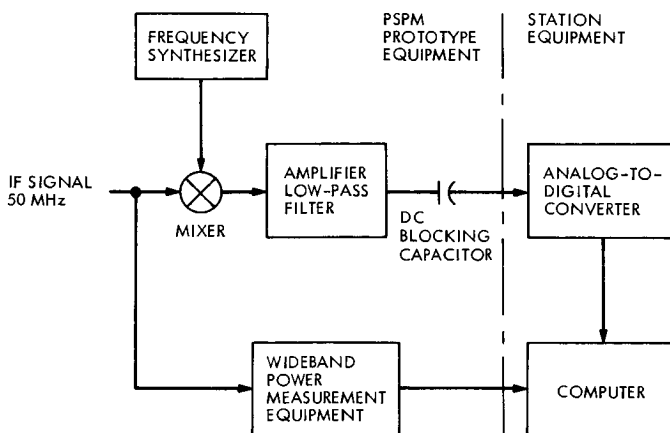 PSPM
PROTOTYPE
EQUIPMENT
STATION
EQUIPMENT
FREQUENCY
SYNTHESIZER
IF SIGNAL
50 MHz
MIXER
AMPLIFIER
LOW-PASS
FILTER
DC
BLOCKING
CAPACITOR
ANALOG-TO-
DIGITAL
CONVERTER
WIDEBAND
POWER
MEASUREMENT
EQUIPMENT
COMPUTER